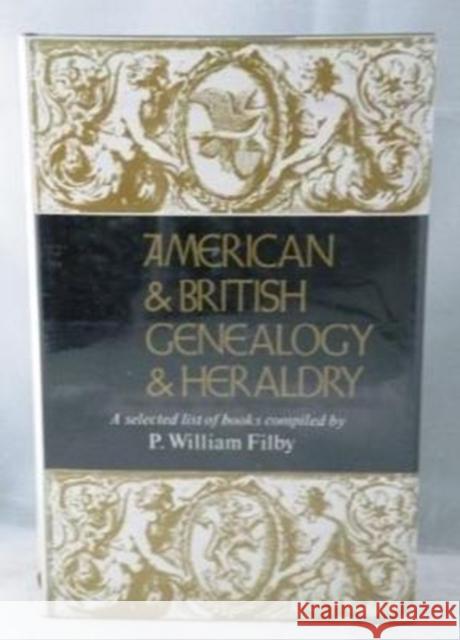 AMERICAN
& BRITISH
GENEALOGY
& HERALDRY
A selected list of books compiled by
P. William Filby